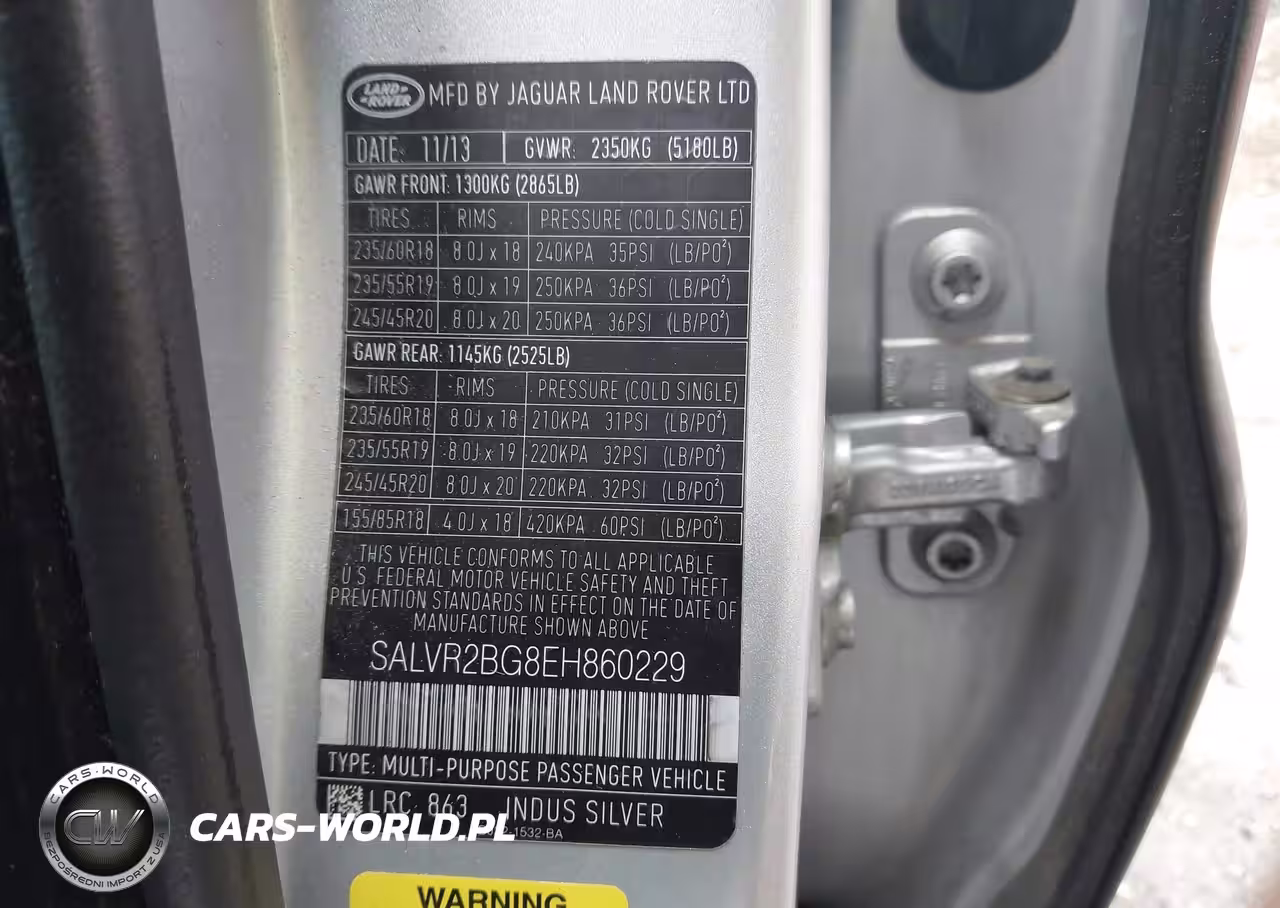 LAND ROVER MFD BY JAGUAR LAND ROVER LTD
DATE: 11/13 GVWR: 2350KG (5180LB)
GAWR FRONT: 1300KG (2865LB)
TIRES RIMS PRESSURE (COLD SINGLE)
235/60R18 8.0J x 18 240KPA 35PSI (LB/PO²)
235/55R19 8.0J x 19 250KPA 36PSI (LB/PO²)
245/45R20 8.0J x 20 250KPA 36PSI (LB/PO²)
GAWR REAR: 1145KG (2525LB)
TIRES RIMS PRESSURE (COLD SINGLE)
235/60R18 8.0J x 18 210KPA 31PSI (LB/PO²)
235/55R19 8.0J x 19 220KPA 32PSI (LB/PO²)
245/45R20 8.0J x 20 220KPA 32PSI (LB/PO²)
155/85R18 4.0J x 18 420KPA 60PSI (LB/PO²)
THIS VEHICLE CONFORMS TO ALL APPLICABLE
U.S. FEDERAL MOTOR VEHICLE SAFETY AND THEFT
PREVENTION STANDARDS IN EFFECT ON THE DATE OF
MANUFACTURE SHOWN ABOVE
SALVR2BG8EH860229
TYPE: MULTI-PURPOSE PASSENGER VEHICLE
LRC: 863 INDUS SILVER
1532-BA
WARNING
CARS-WORLD
CW
BEZPOŚREDNI IMPORT Z USA
CARS-WORLD.PL